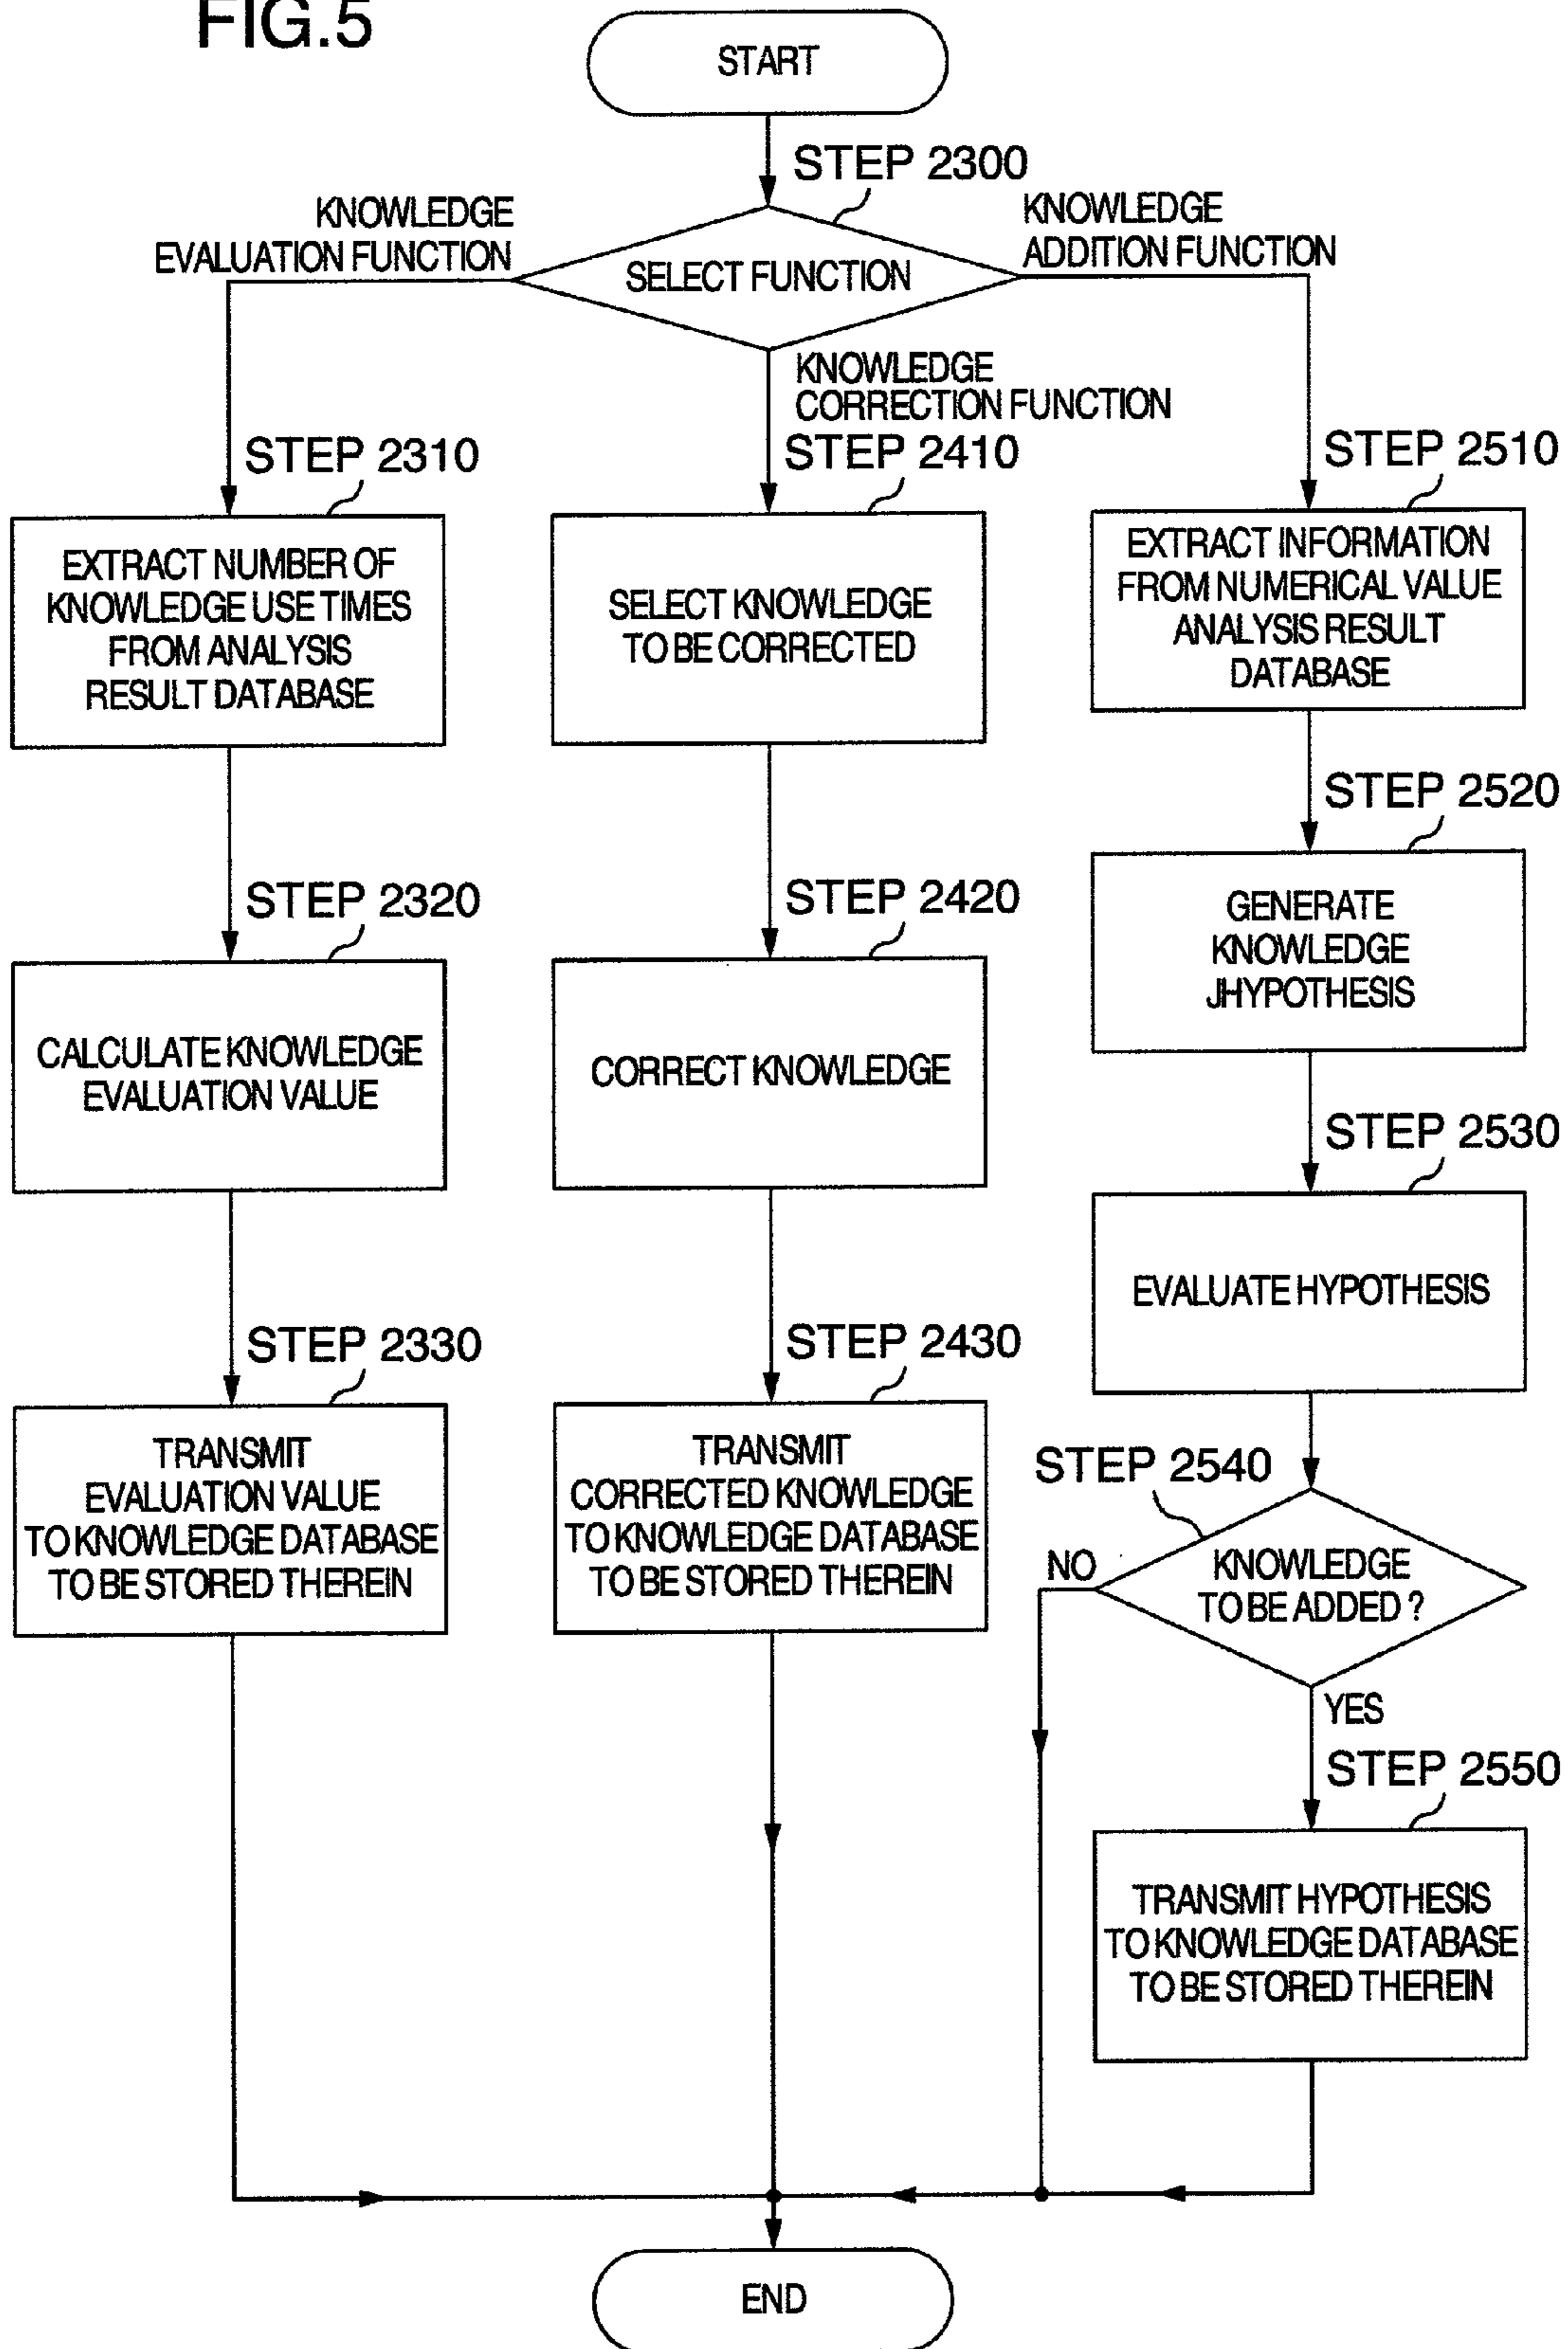 FIG.5
START
STEP 2300
KNOWLEDGE
EVALUATION FUNCTION
SELECT FUNCTION
KNOWLEDGE
ADDITION FUNCTION
KNOWLEDGE
CORRECTION FUNCTION
STEP 2310
EXTRACT NUMBER OF
KNOWLEDGE USE TIMES
FROM ANALYSIS
RESULT DATABASE
STEP 2320
CALCULATE KNOWLEDGE
EVALUATION VALUE
STEP 2330
TRANSMIT
EVALUATION VALUE
TO KNOWLEDGE DATABASE
TO BE STORED THEREIN
STEP 2410
SELECT KNOWLEDGE
TO BE CORRECTED
STEP 2420
CORRECT KNOWLEDGE
STEP 2430
TRANSMIT
CORRECTED KNOWLEDGE
TO KNOWLEDGE DATABASE
TO BE STORED THEREIN
STEP 2510
EXTRACT INFORMATION
FROM NUMERICAL VALUE
ANALYSIS RESULT
DATABASE
STEP 2520
GENERATE
KNOWLEDGE
JHYPOTHESIS
STEP 2530
EVALUATE HYPOTHESIS
STEP 2540
KNOWLEDGE
TO BE ADDED ?
NO
YES
STEP 2550
TRANSMIT HYPOTHESIS
TO KNOWLEDGE DATABASE
TO BE STORED THEREIN
END